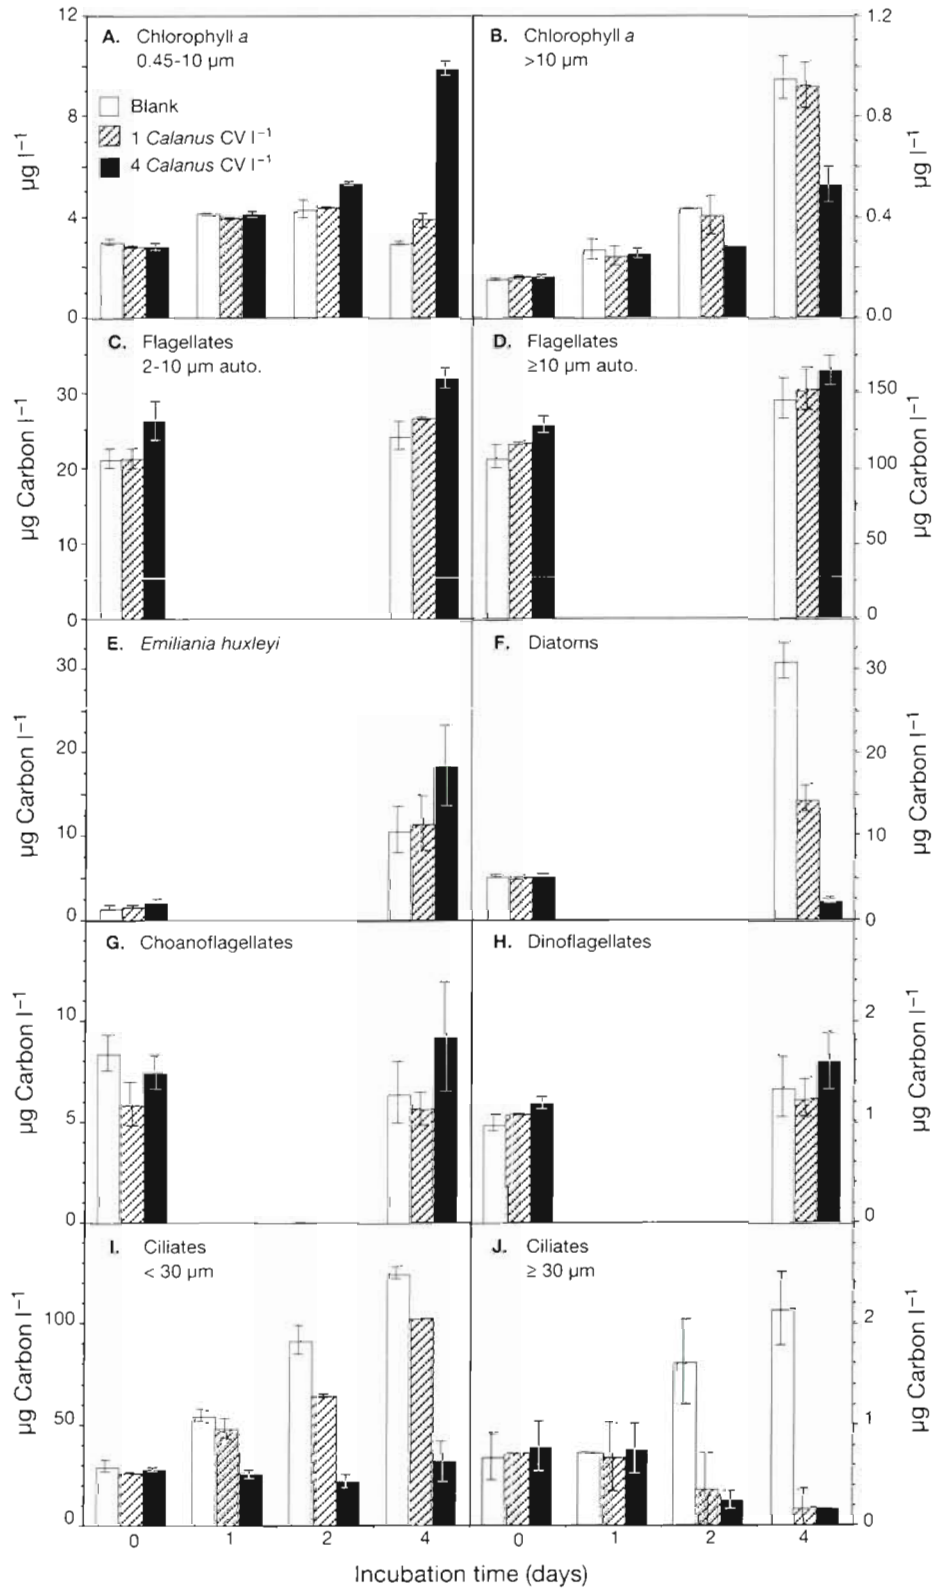 12
8
4
0
µg l⁻¹
A. Chlorophyll a
0.45-10 µm
Blank
1 Calanus CV l⁻¹
4 Calanus CV l⁻¹
B. Chlorophyll a
>10 µm
1.2
0.8
0.4
0.0
µg l⁻¹
C. Flagellates
2-10 µm auto.
30
20
10
0
µg Carbon l⁻¹
D. Flagellates
≥10 µm auto.
150
100
50
0
µg Carbon l⁻¹
E. Emiliania huxleyi
30
20
10
0
µg Carbon l⁻¹
F. Diatoms
30
20
10
0
µg Carbon l⁻¹
G. Choanoflagellates
10
5
0
µg Carbon l⁻¹
H. Dinoflagellates
2
1
0
µg Carbon l⁻¹
I. Ciliates
< 30 µm
100
50
0
µg Carbon l⁻¹
J. Ciliates
≥ 30 µm
2
1
0
µg Carbon l⁻¹
0 1 2 4 0 1 2 4
Incubation time (days)